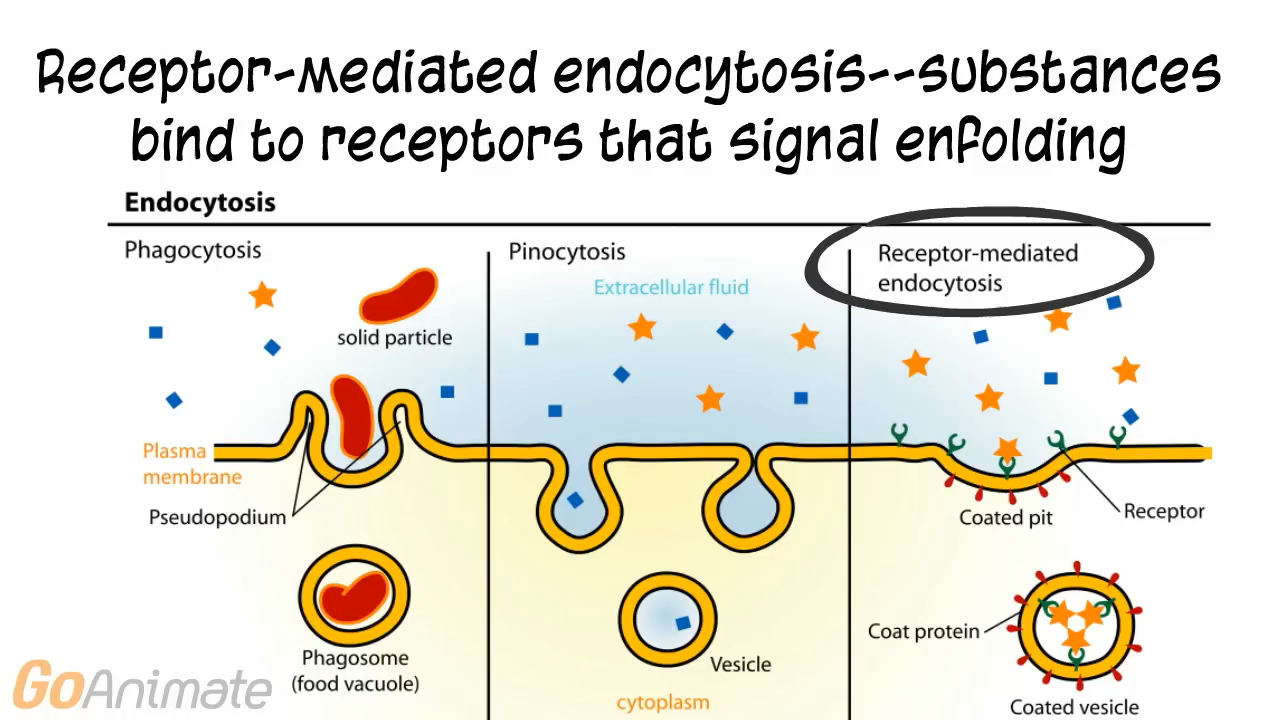 Receptor-mediated endocytosis--substances
bind to receptors that signal enfolding
Endocytosis
Phagocytosis
Pinocytosis
Receptor-mediated
endocytosis
Extracellular fluid
solid particle
Plasma
membrane
Pseudopodium
Coated pit
Receptor
Coat protein
Phagosome
(food vacuole)
Vesicle
cytoplasm
Coated vesicle
GoAnimate